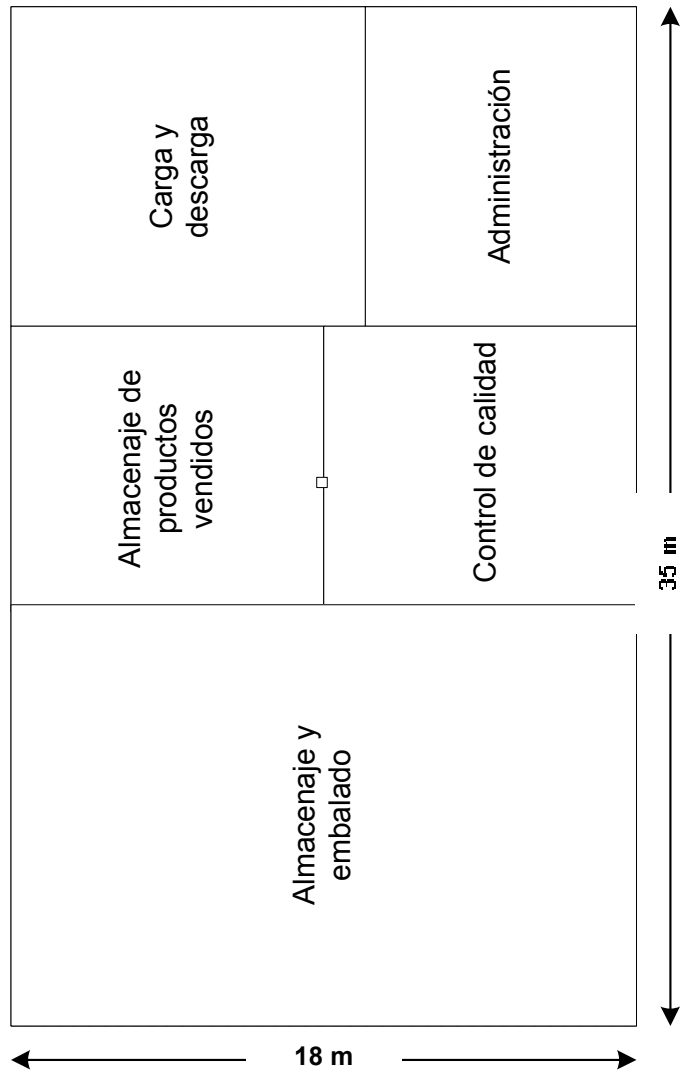 Carga y
descarga
Administración
Almacenaje de
productos
vendidos
Control de calidad
Almacenaje y
embalado
35 m
18 m